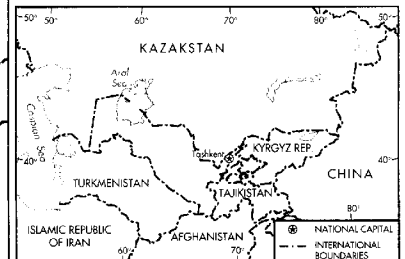 50° 60° 70° 80° 50°
KAZAKSTAN
Aral
Sea
Caspian Sea
Tashkent
KYRGYZ REP.
40° 40°
CHINA
TURKMENISTAN
TAJIKISTAN
80°
ISLAMIC REPUBLIC
OF IRAN
AFGHANISTAN
60° 70°
NATIONAL CAPITAL
INTERNATIONAL
BOUNDARIES